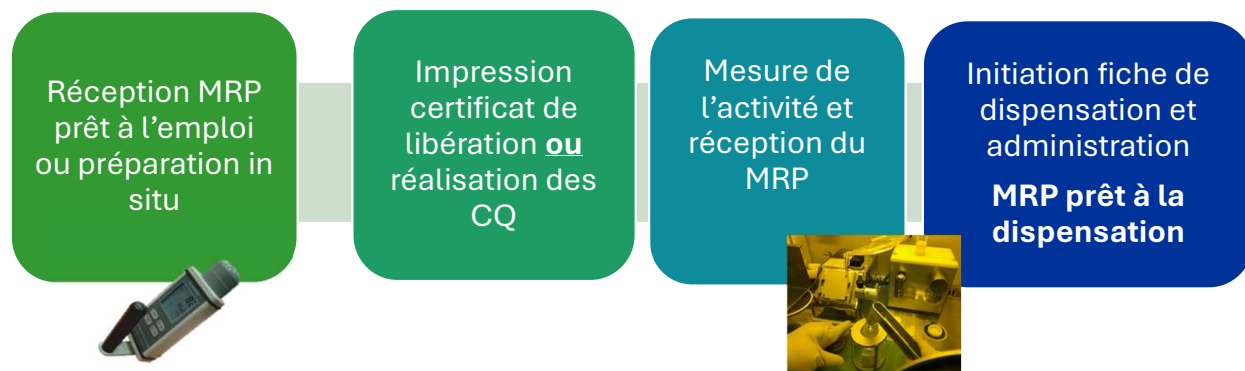 Réception MRP
prêt à l'emploi
ou préparation in
situ
Impression
certificat de
libération ou
réalisation des
CQ
Mesure de
l'activité et
réception du
MRP
Initiation fiche de
dispensation et
administration
MRP prêt à la
dispensation